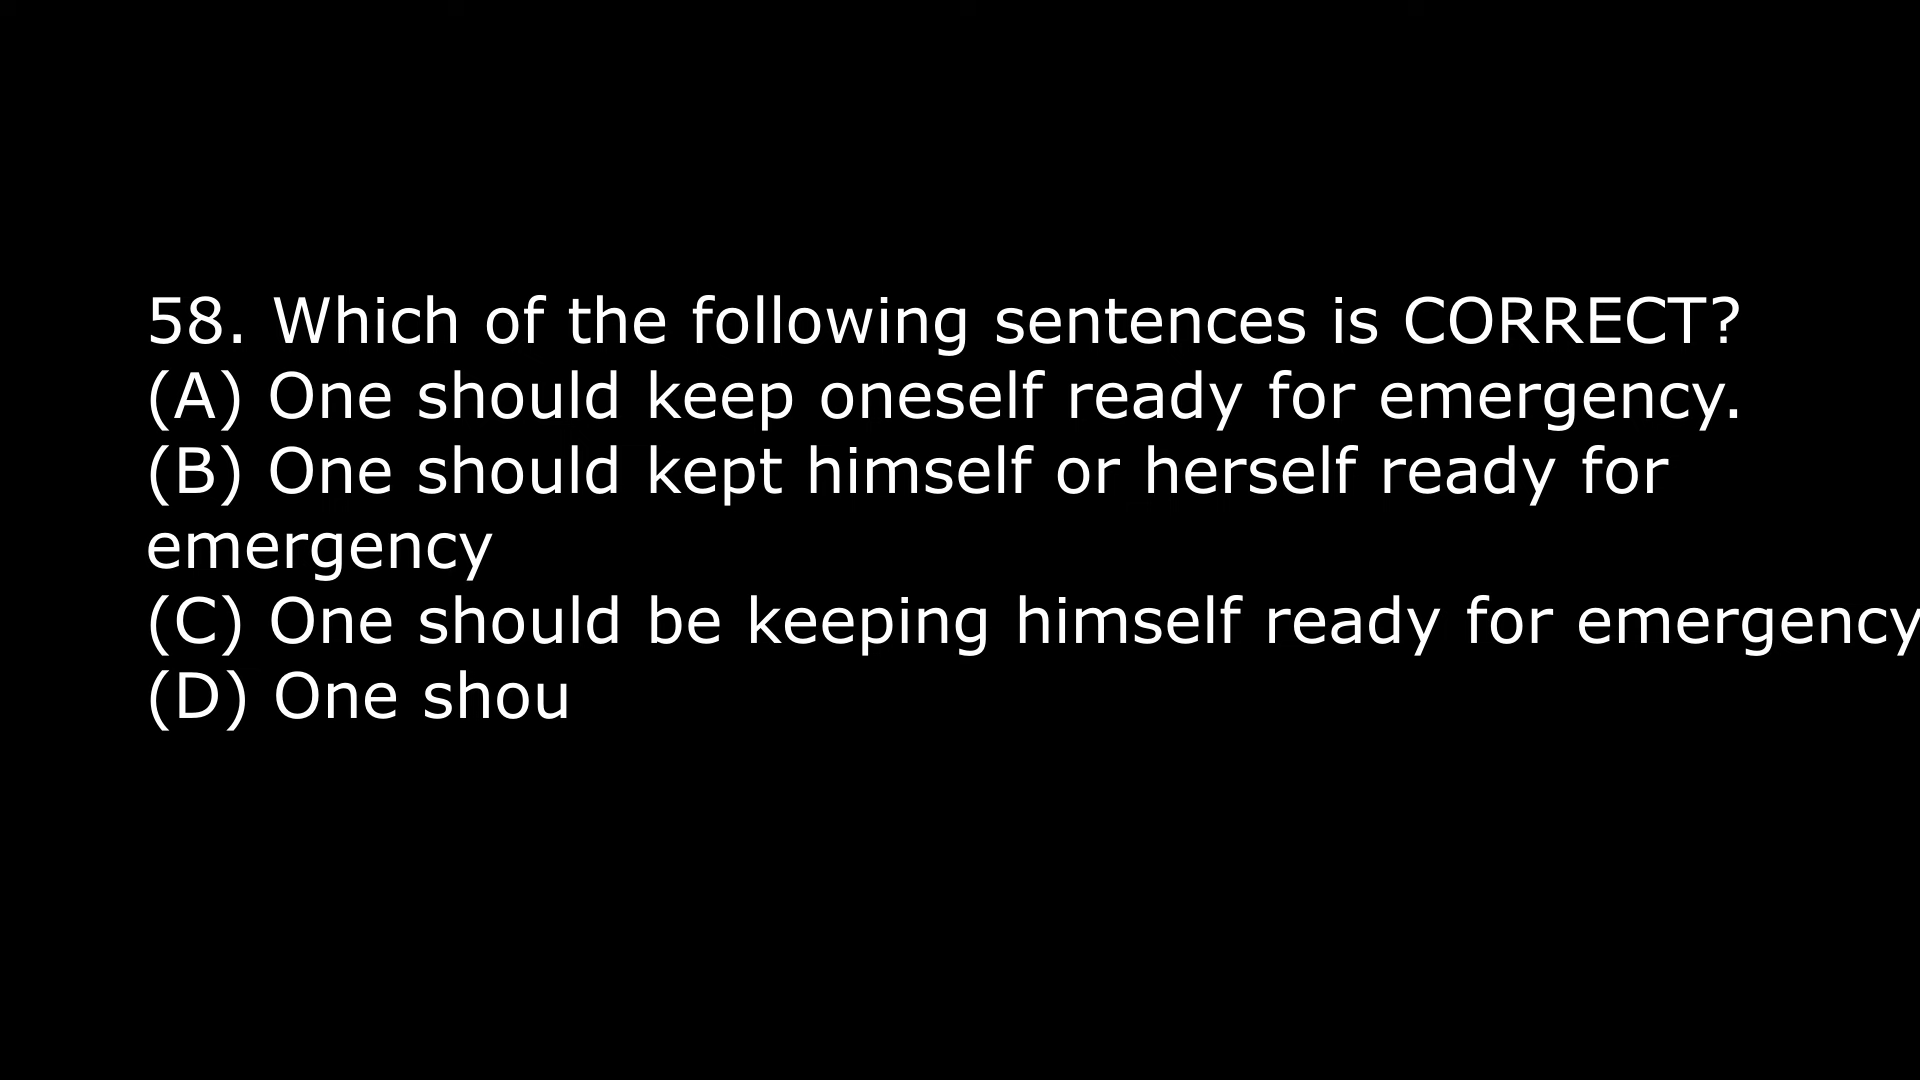 58. Which of the following sentences is CORRECT?
(A) One should keep oneself ready for emergency.
(B) One should kept himself or herself ready for
emergency
(C) One should be keeping himself ready for emergency
(D) One shou